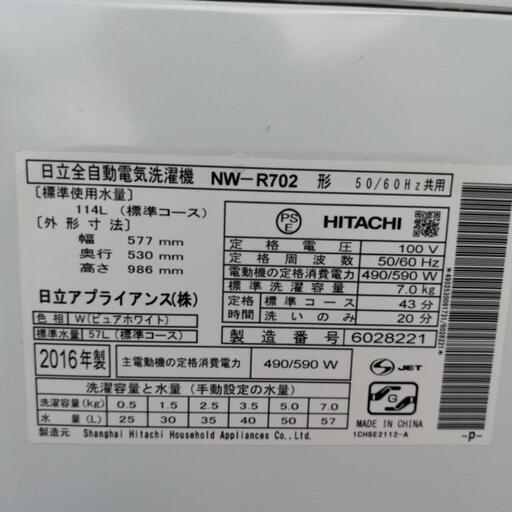 日立全自動電気洗濯機 NW-R702 形 50/60Hz共用
〔標準使用水量〕
114L (標準コース)
〔外形寸法〕
幅 577 mm
奥行 530 mm
高さ 986 mm
日立アプライアンス(株)
色相 W(ピュアホワイト)
標準水量 57L (標準コース)
PS
E
HITACHI
定格電圧 100 V
定格周波数 50/60 Hz
電動機の定格消費電力 490/590 W
標準洗濯容量 7.0kg
定格時間 標準コース 43分
洗いのみ 20分
製造番号 6028221
2016年製
主電動機の定格消費電力 490/590 W
洗濯容量と水量 (手動設定の水量)
洗濯容量(kg) 0.5 1.5 2.5 3.5 5.0 7.0
水量(L) 25 30 35 40 50 57
製造元 Shanghai Hitachi Household Appliances Co.,Ltd.
JET
G
MADE IN CHINA
1CHSE2112-A
-P-